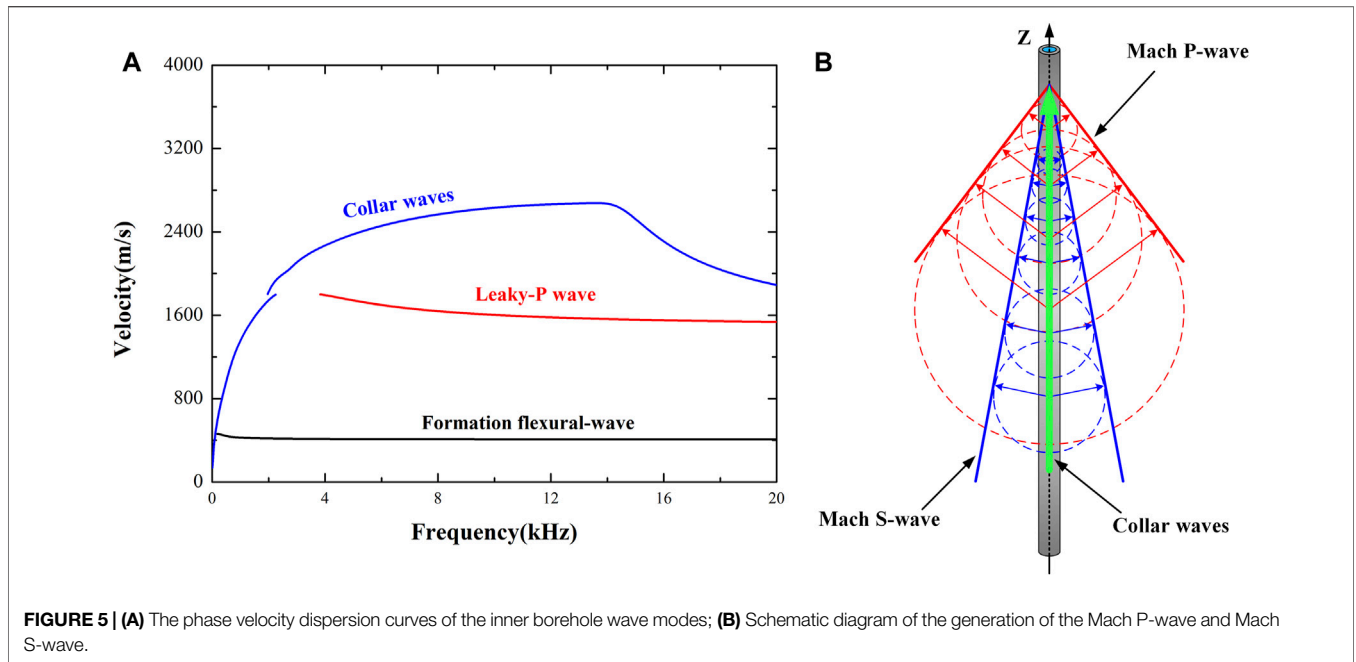 A
4000
3200
2400
1600
800
0
Velocity(m/s)
Collar waves
Leaky-P wave
Formation flexural-wave
0 4 8 12 16 20
Frequency(kHz)
B
Z
Mach P-wave
Mach S-wave
Collar waves
FIGURE 5 | (A) The phase velocity dispersion curves of the inner borehole wave modes; (B) Schematic diagram of the generation of the Mach P-wave and Mach
S-wave.